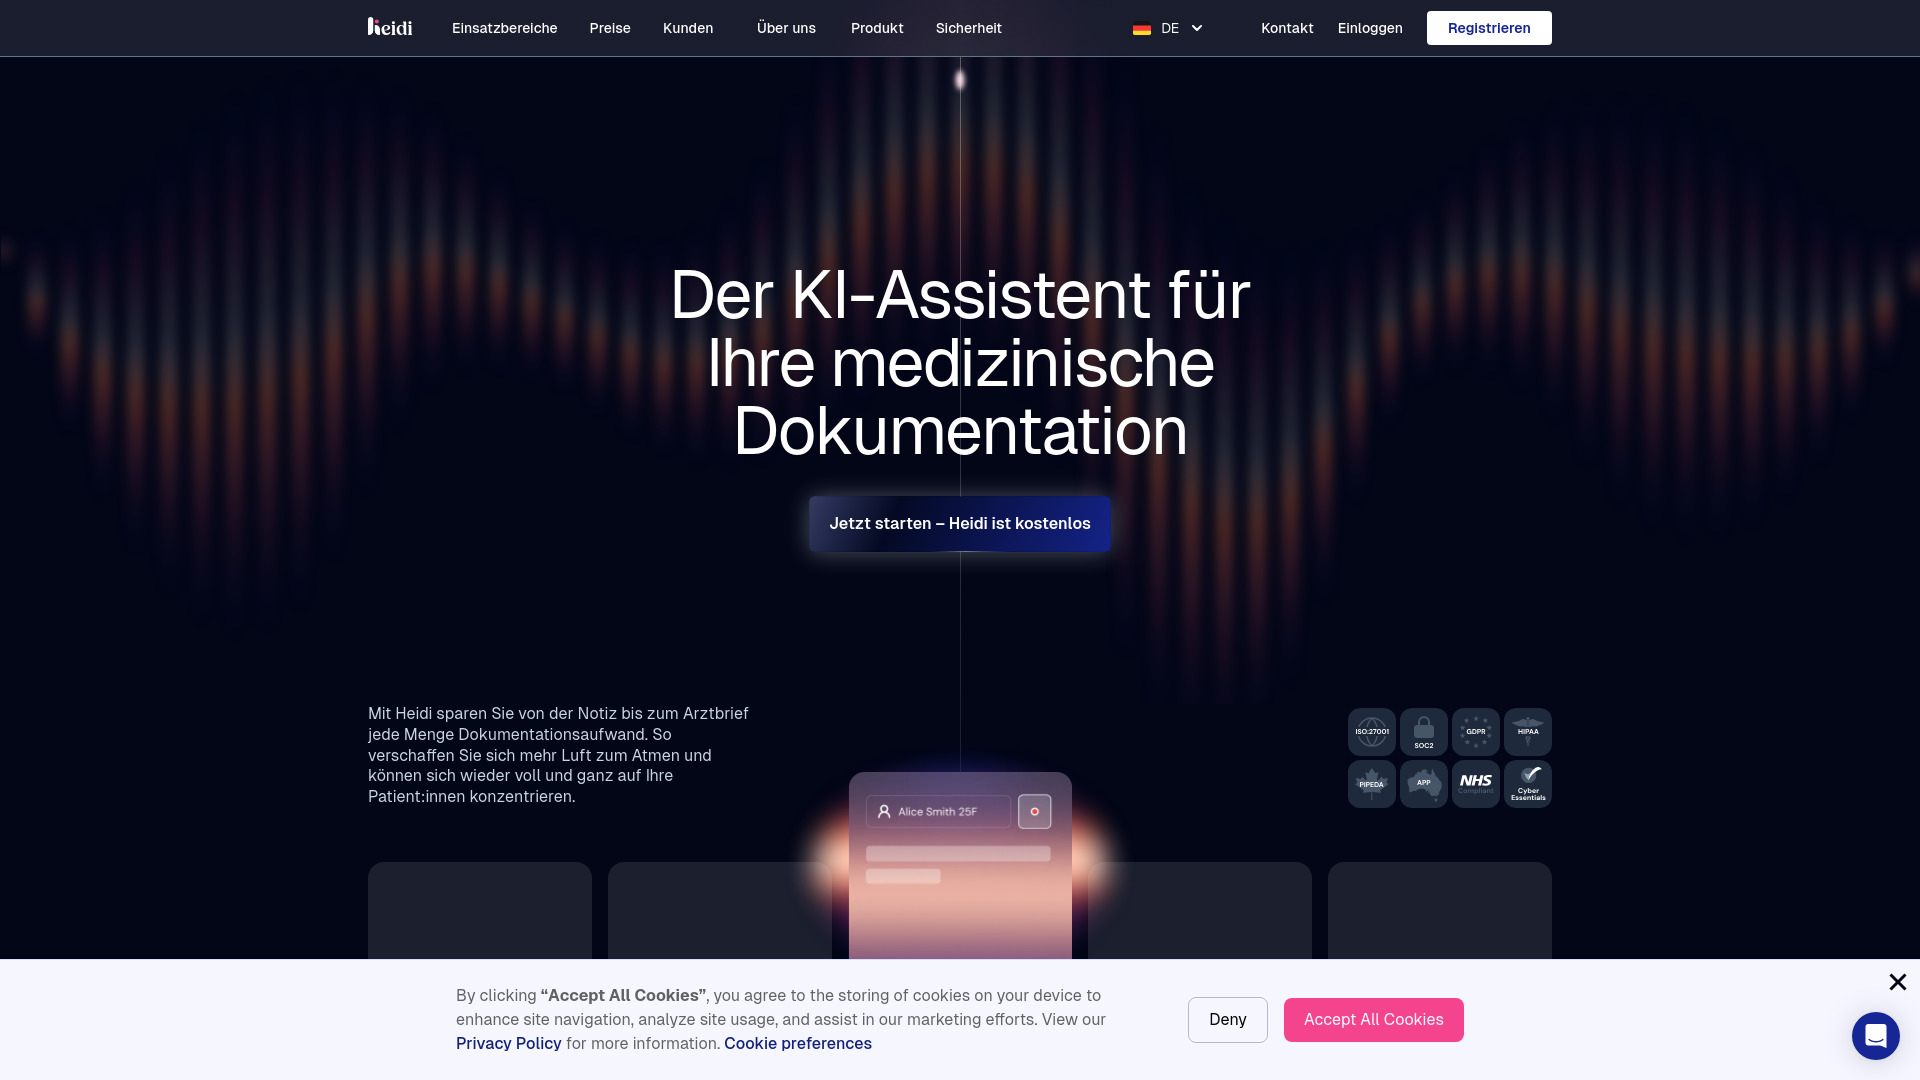 heidi
Einsatzbereiche
Preise
Kunden
Über uns
Produkt
Sicherheit
DE
Kontakt
Einloggen
Registrieren
Der KI-Assistent für
Ihre medizinische
Dokumentation
Jetzt starten – Heidi ist kostenlos
Mit Heidi sparen Sie von der Notiz bis zum Arztbrief
jede Menge Dokumentationsaufwand. So
verschaffen Sie sich mehr Luft zum Atmen und
können sich wieder voll und ganz auf Ihre
Patient:innen konzentrieren.
ISO:27001
SOC2
GDPR
HIPAA
PIPEDA
APP
NHS
Compliant
Cyber
Essentials
Alice Smith 25F
By clicking “Accept All Cookies”, you agree to the storing of cookies on your device to
enhance site navigation, analyze site usage, and assist in our marketing efforts. View our
Privacy Policy for more information. Cookie preferences
Deny
Accept All Cookies